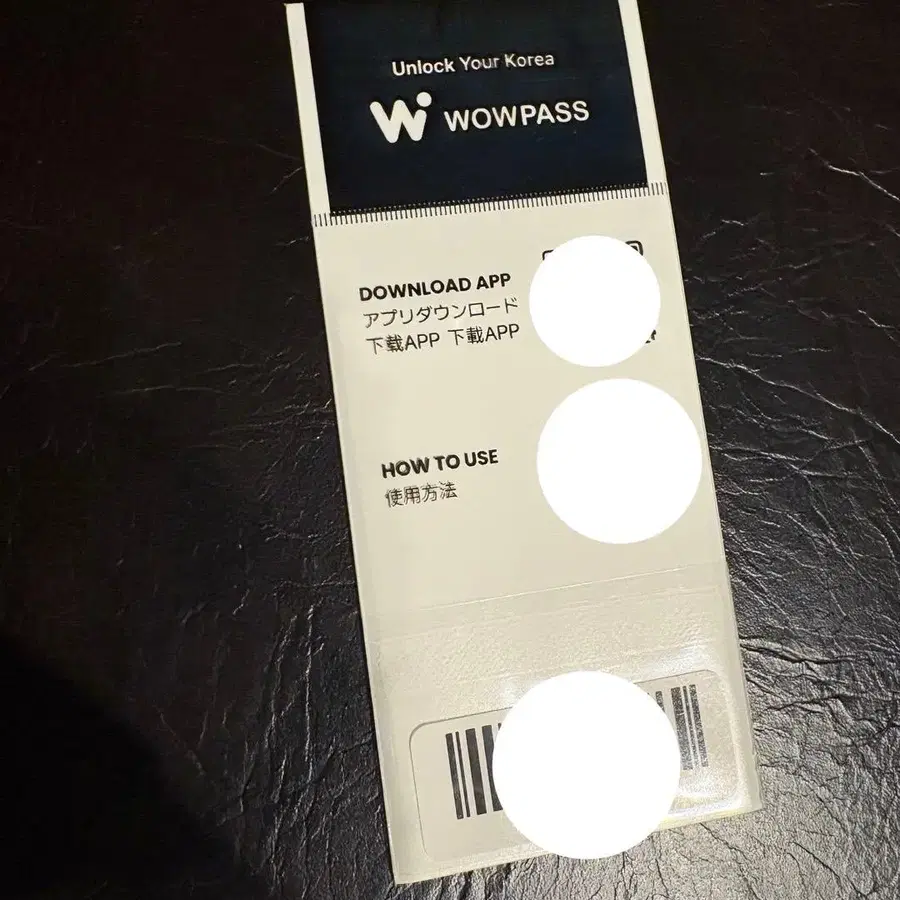 Unlock Your Korea
WOWPASS
DOWNLOAD APP
アプリダウンロード
下载APP 下載APP
HOW TO USE
使用方法